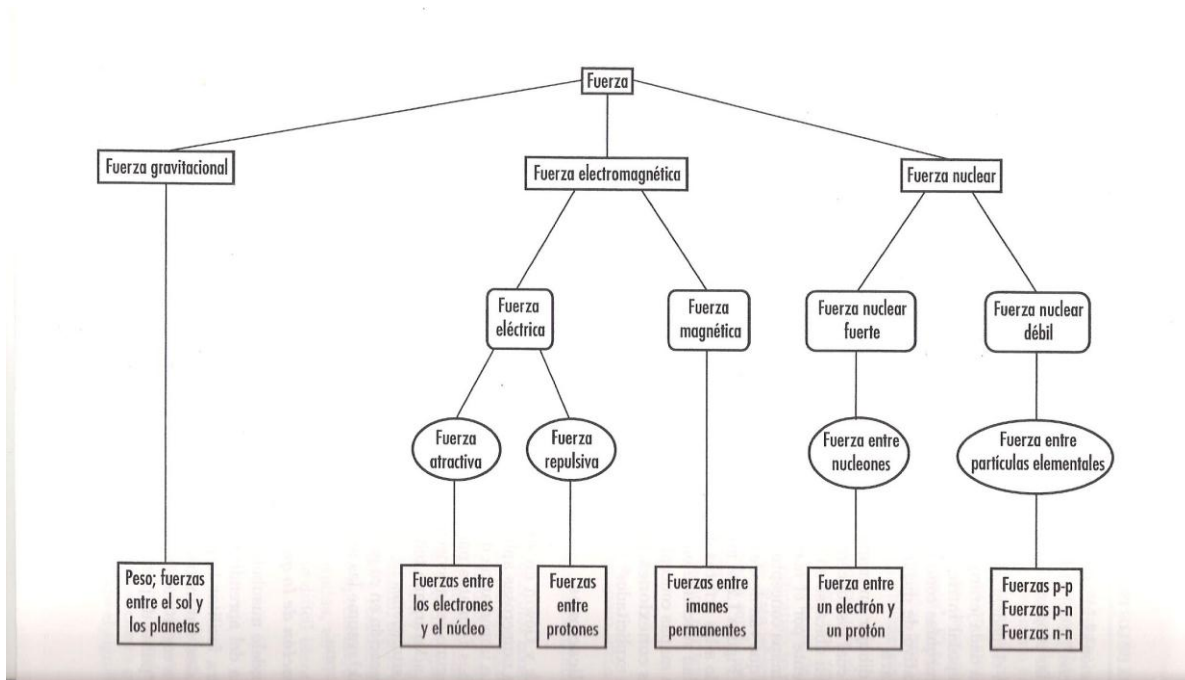 Fuerza
Fuerza gravitacional
Fuerza electromagnética
Fuerza nuclear
Fuerza
eléctrica
Fuerza
magnética
Fuerza nuclear
fuerte
Fuerza nuclear
débil
Fuerza
atractiva
Fuerza
repulsiva
Fuerza entre
nucleones
Fuerza entre
partículas elementales
Peso; fuerzas
entre el sol y
los planetas
Fuerzas entre
los electrones
y el núcleo
Fuerzas
entre
protones
Fuerzas entre
imanes
permanentes
Fuerza entre
un electrón y
un protón
Fuerzas p-p
Fuerzas p-n
Fuerzas n-n